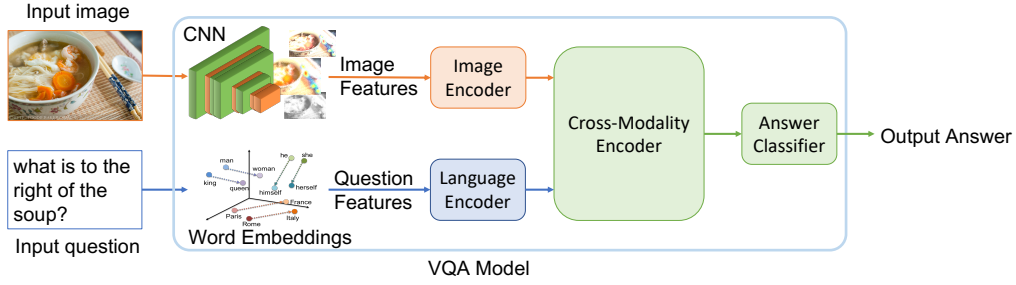 Input image
CNN
Image
Features
Image
Encoder
Cross-Modality
Encoder
Answer
Classifier
Output Answer
what is to the
right of the
soup?
Input question
man
woman
king
queen
he
she
himself
herself
France
Paris
Italy
Rome
Word Embeddings
Question
Features
Language
Encoder
VQA Model